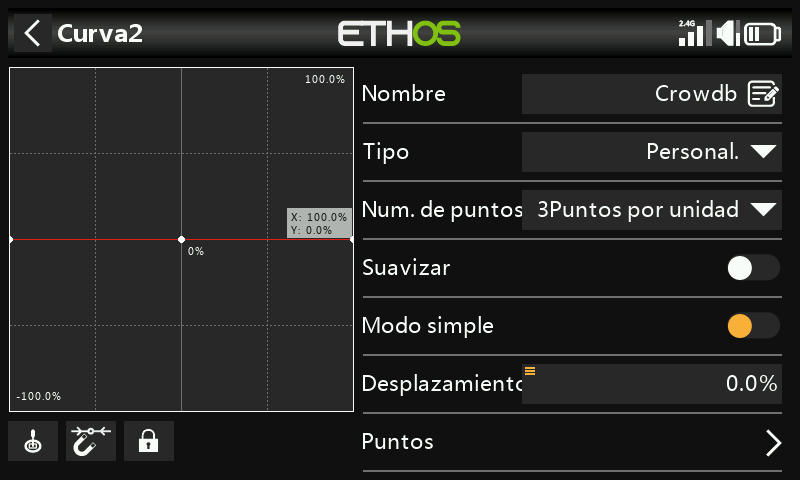 Curva2
ETHOS
2.4G
100.0%
X: 100.0%
Y: 0.0%
0%
-100.0%
Nombre
Crowdb
Tipo
Personal.
Num. de puntos
3Puntos por unidad
Suavizar
Modo simple
Desplazamiento
0.0%
Puntos